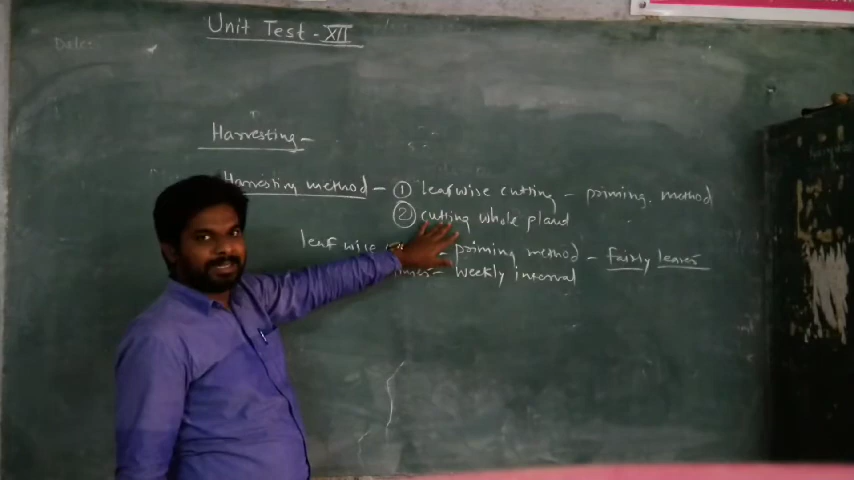 Unit Test - XII
Date:
Harvesting -
Harvesting method - ① leafwise cutting - priming method
② cutting whole pland
leaf wise - priming method - fairly leaves
- weekly interval